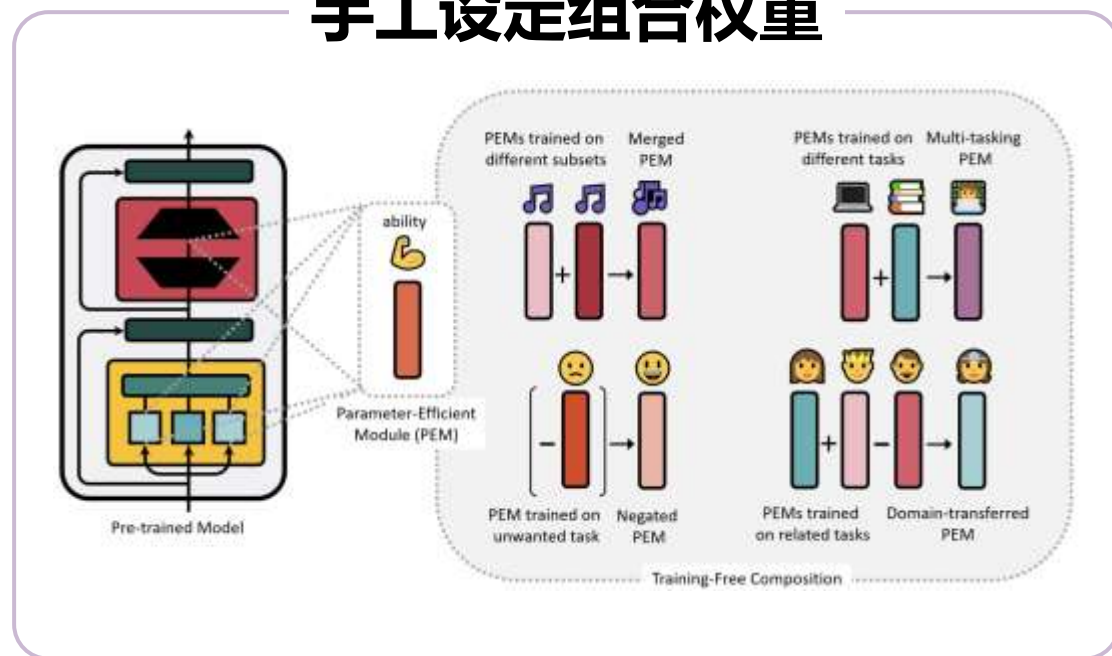 手工设定组合权重
PEMs trained on
different subsets
Merged
PEM
PEMs trained on
different tasks
Multi-tasking
PEM
ability
Parameter-Efficient
Module (PEM)
PEM trained on
unwanted task
Negated
PEM
PEMs trained
on related tasks
Domain-transferred
PEM
Pre-trained Model
Training-Free Composition